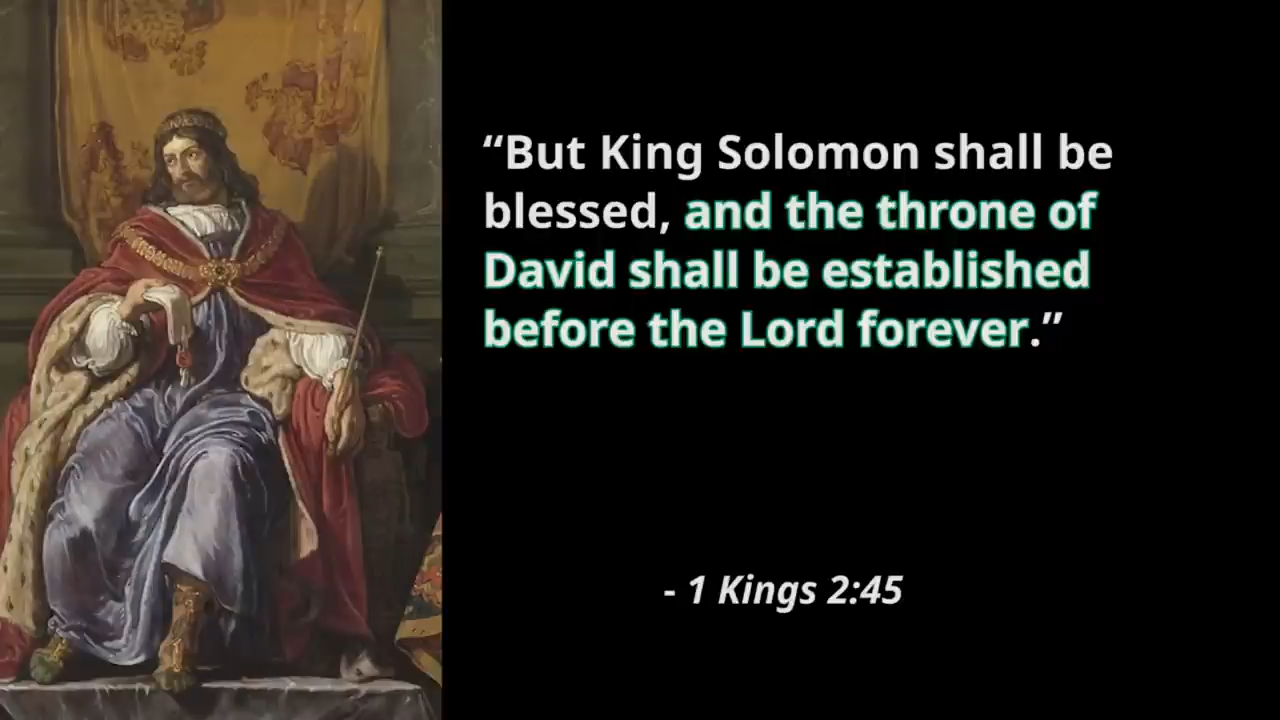 “But King Solomon shall be
blessed, and the throne of
David shall be established
before the Lord forever.”
- 1 Kings 2:45